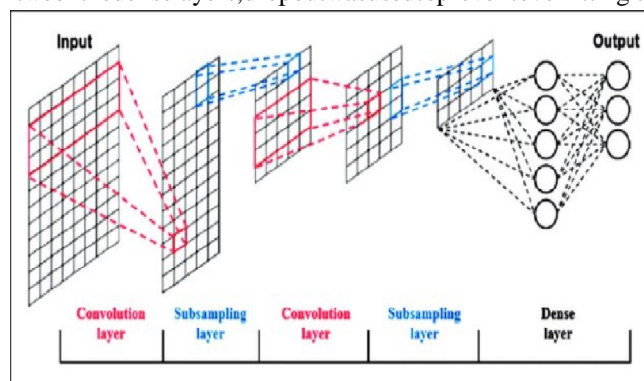 Input
Output
Convolution layer
Subsampling layer
Convolution layer
Subsampling layer
Dense layer